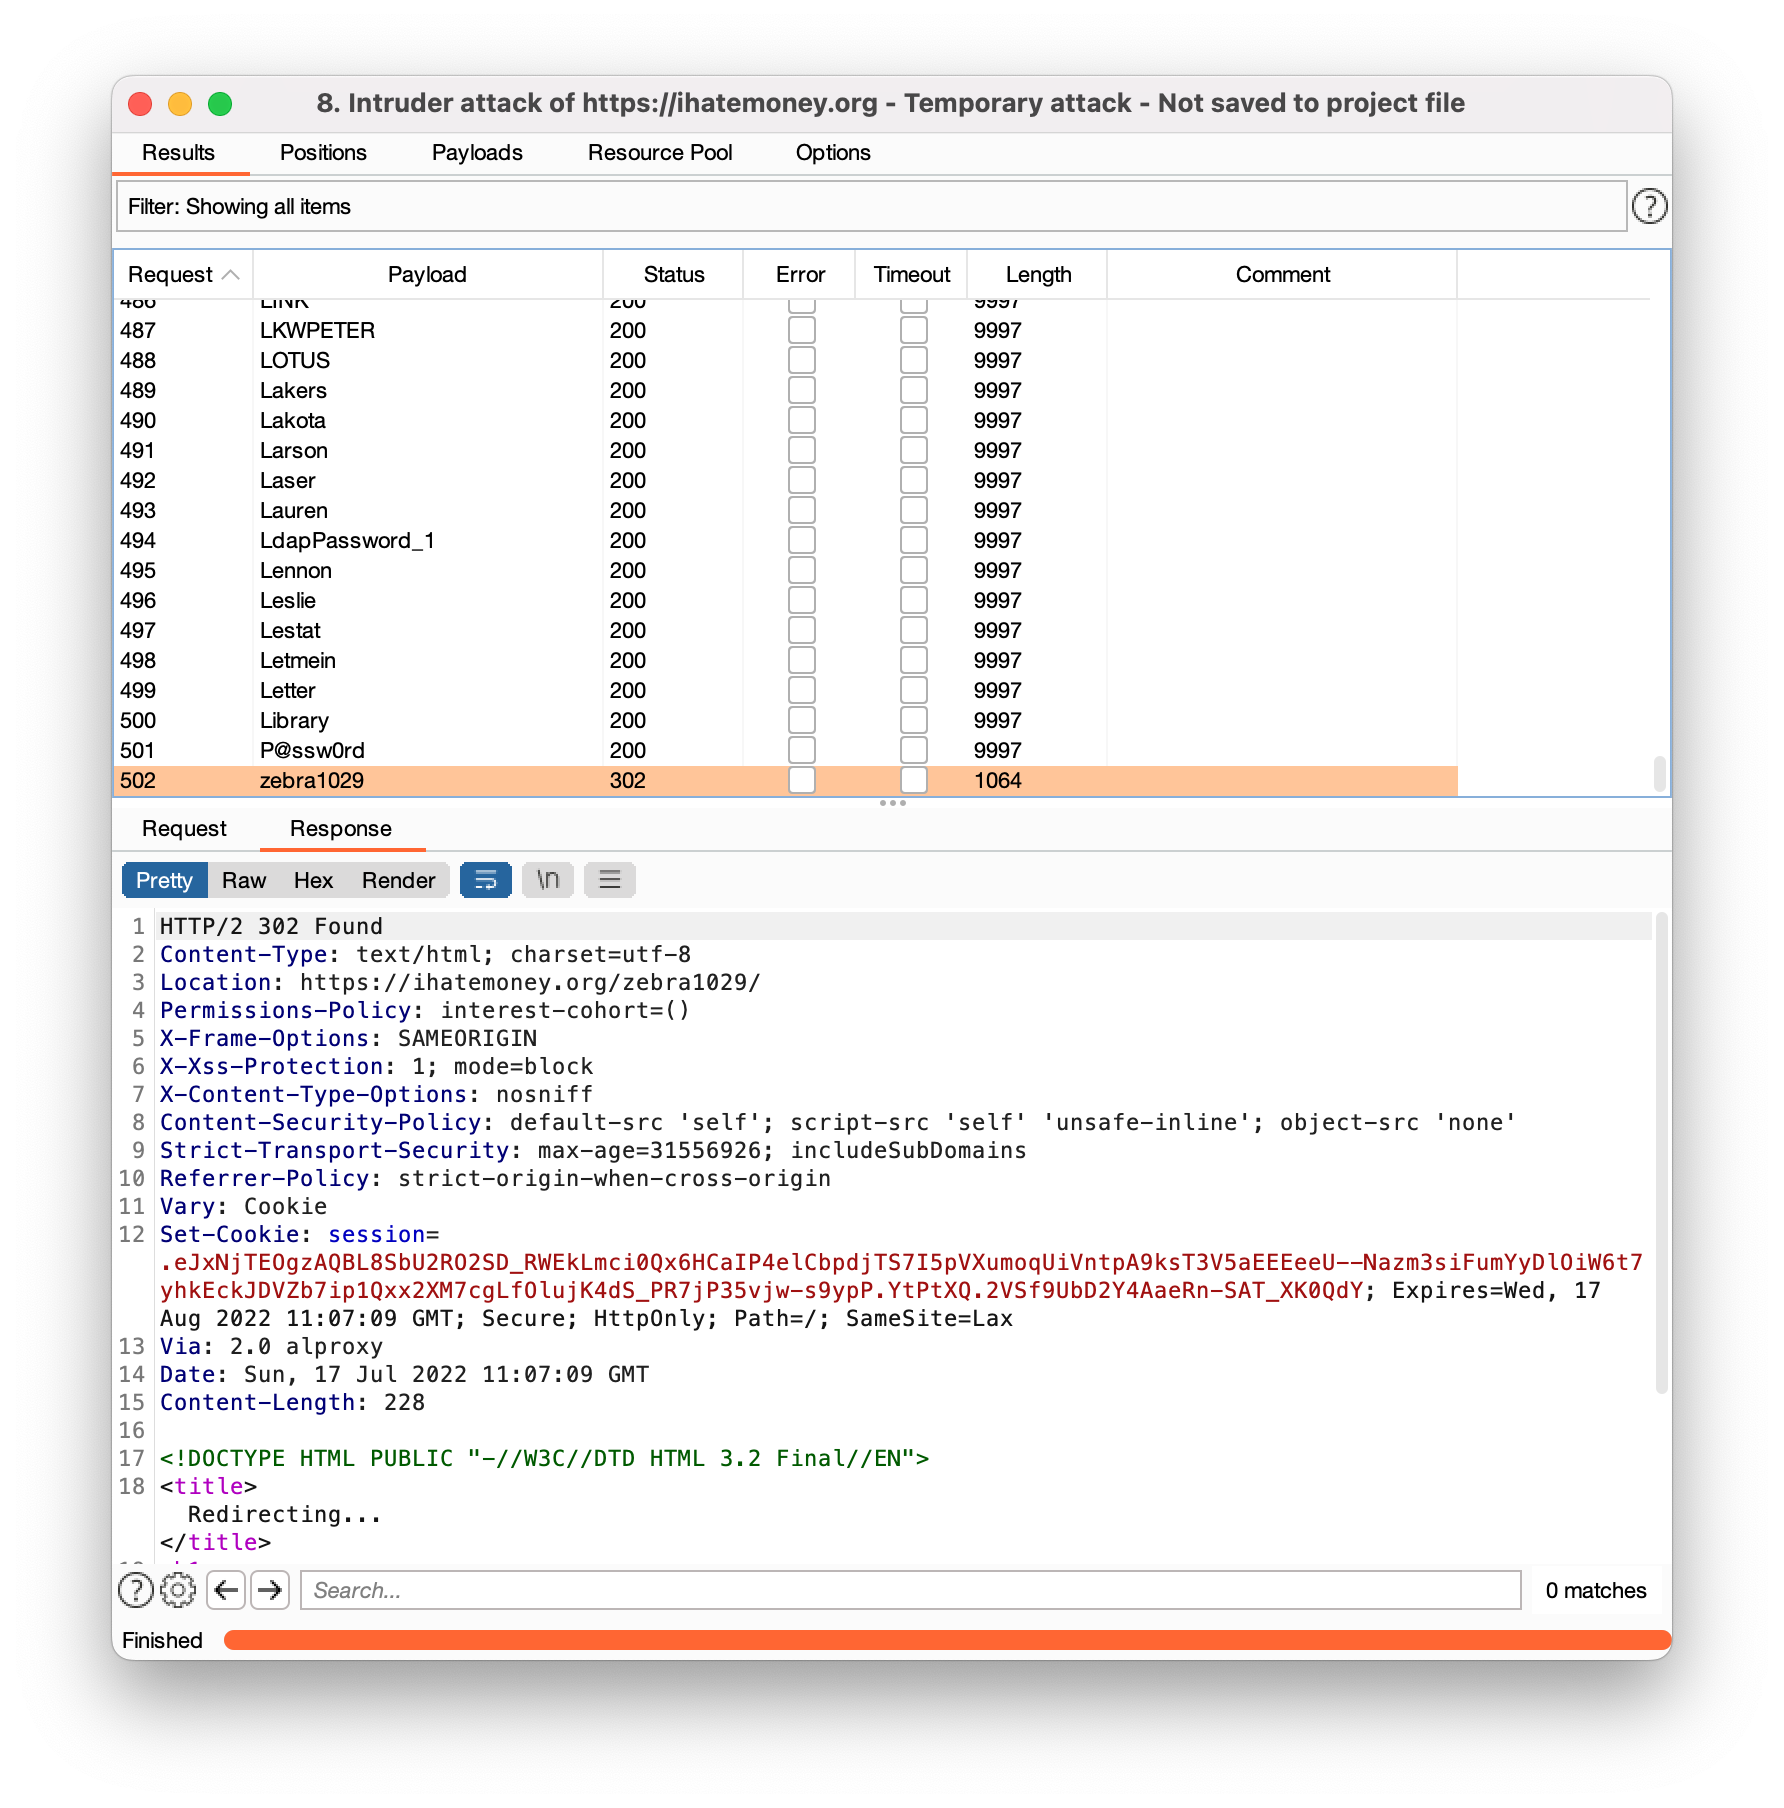 8. Intruder attack of https://ihatemoney.org - Temporary attack - Not saved to project file
Results Positions Payloads Resource Pool Options
Filter: Showing all items ?
Request Payload Status Error Timeout Length Comment
486 LINK 200 9997
487 LKWPETER 200 9997
488 LOTUS 200 9997
489 Lakers 200 9997
490 Lakota 200 9997
491 Larson 200 9997
492 Laser 200 9997
493 Lauren 200 9997
494 LdapPassword_1 200 9997
495 Lennon 200 9997
496 Leslie 200 9997
497 Lestat 200 9997
498 Letmein 200 9997
499 Letter 200 9997
500 Library 200 9997
501 P@ssw0rd 200 9997
502 zebra1029 302 1064
Request Response
Pretty Raw Hex Render \n
1 HTTP/2 302 Found
2 Content-Type: text/html; charset=utf-8
3 Location: https://ihatemoney.org/zebra1029/
4 Permissions-Policy: interest-cohort=()
5 X-Frame-Options: SAMEORIGIN
6 X-Xss-Protection: 1; mode=block
7 X-Content-Type-Options: nosniff
8 Content-Security-Policy: default-src 'self'; script-src 'self' 'unsafe-inline'; object-src 'none'
9 Strict-Transport-Security: max-age=31556926; includeSubDomains
10 Referrer-Policy: strict-origin-when-cross-origin
11 Vary: Cookie
12 Set-Cookie: session=
.eJxNjTEOgzAQBL8SbU2RO2SD_RWEkLmci0Qx6HCaIP4elCbpdjTS7I5pVXumoqUiVntpA9ksT3V5aEEEeeU--Nazm3siFumYyDlOiW6t7
yhkEckJDVZb7ip1Qxx2XM7cgLfOlujK4dS_PR7jP35vjw-s9ypP.YtPtXQ.2VSf9UbD2Y4AaeRn-SAT_XK0QdY; Expires=Wed, 17
Aug 2022 11:07:09 GMT; Secure; HttpOnly; Path=/; SameSite=Lax
13 Via: 2.0 alproxy
14 Date: Sun, 17 Jul 2022 11:07:09 GMT
15 Content-Length: 228
16
17 <!DOCTYPE HTML PUBLIC "-//W3C//DTD HTML 3.2 Final//EN">
18 <title>
Redirecting...
</title>
? Search... 0 matches
Finished